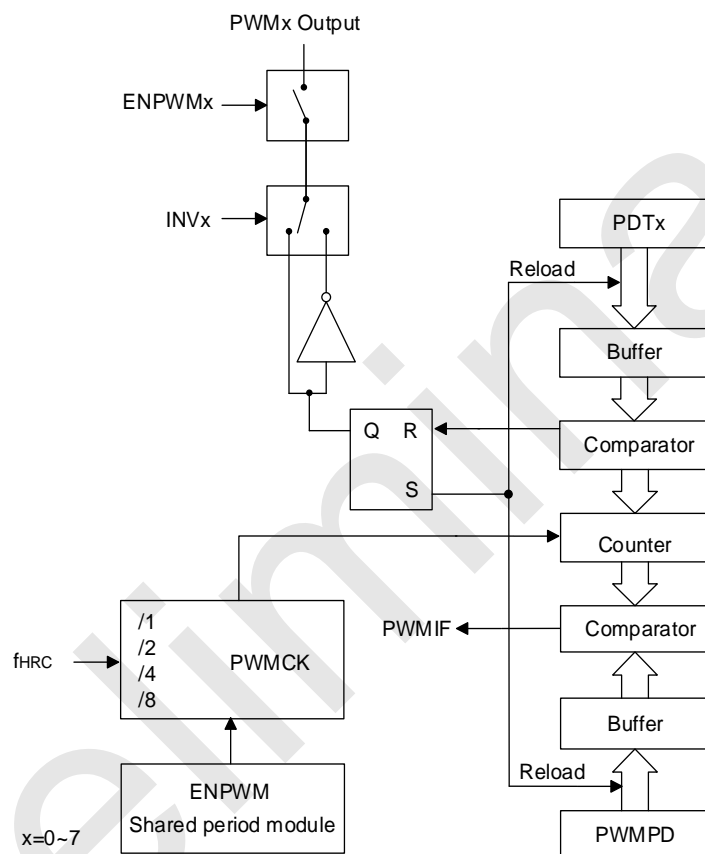 PWMx Output
ENPWMx
INVx
PDTx
Reload
Buffer
Q R
S
Comparator
Counter
/1
/2
/4
/8
PWMCK
fHRC
PWMIF
Comparator
Buffer
ENPWM
Shared period module
Reload
x=0~7
PWMPD
elimina